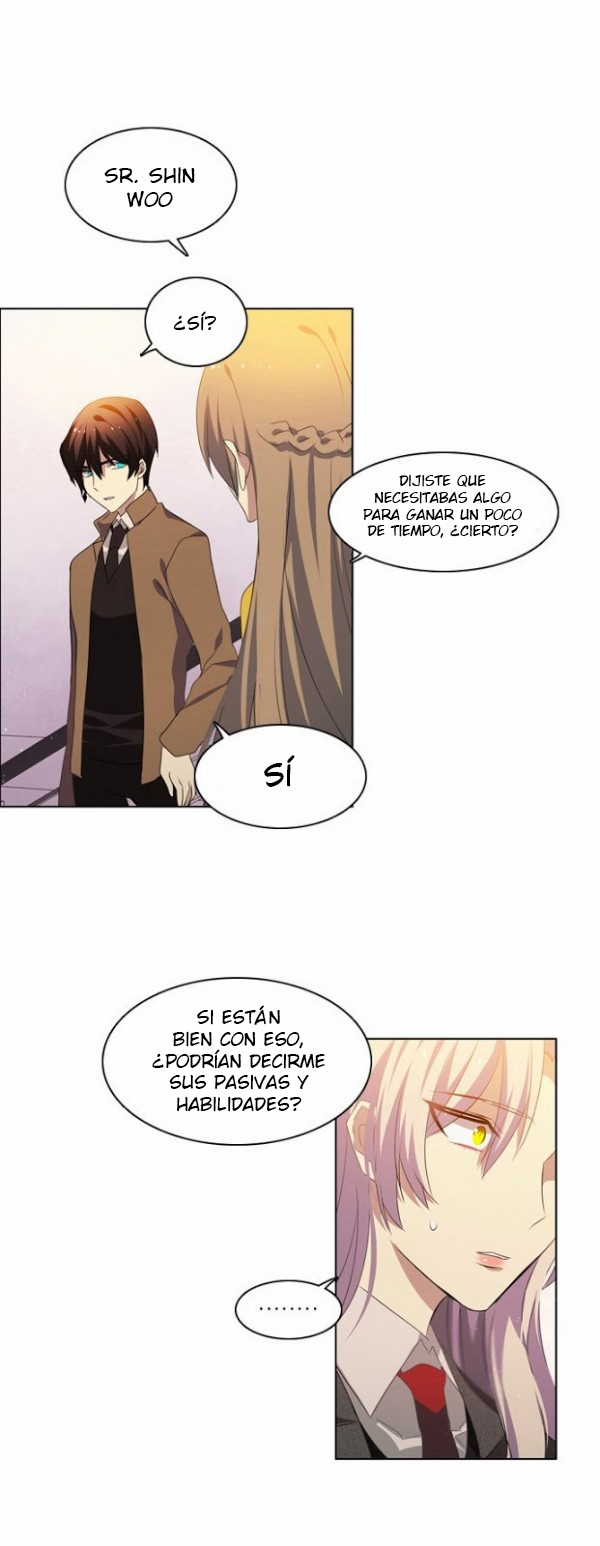 SR. SHIN
WOO
¿SÍ?
DIJISTE QUE
NECESITABAS ALGO
PARA GANAR UN POCO
DE TIEMPO, ¿CIERTO?
SÍ
SI ESTÁN
BIEN CON ESO,
¿PODRÍAN DECIRME
SUS PASIVAS Y
HABILIDADES?
........